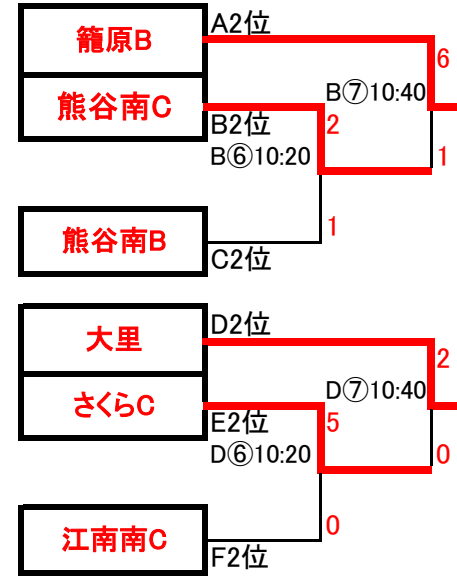 籠原B
A2位
6
B⑦10:40
熊谷南C
B2位
2
B⑥10:20
1
熊谷南B
1
C2位
大里
D2位
2
D⑦10:40
さくらC
E2位
5
D⑥10:20
0
江南南C
0
F2位